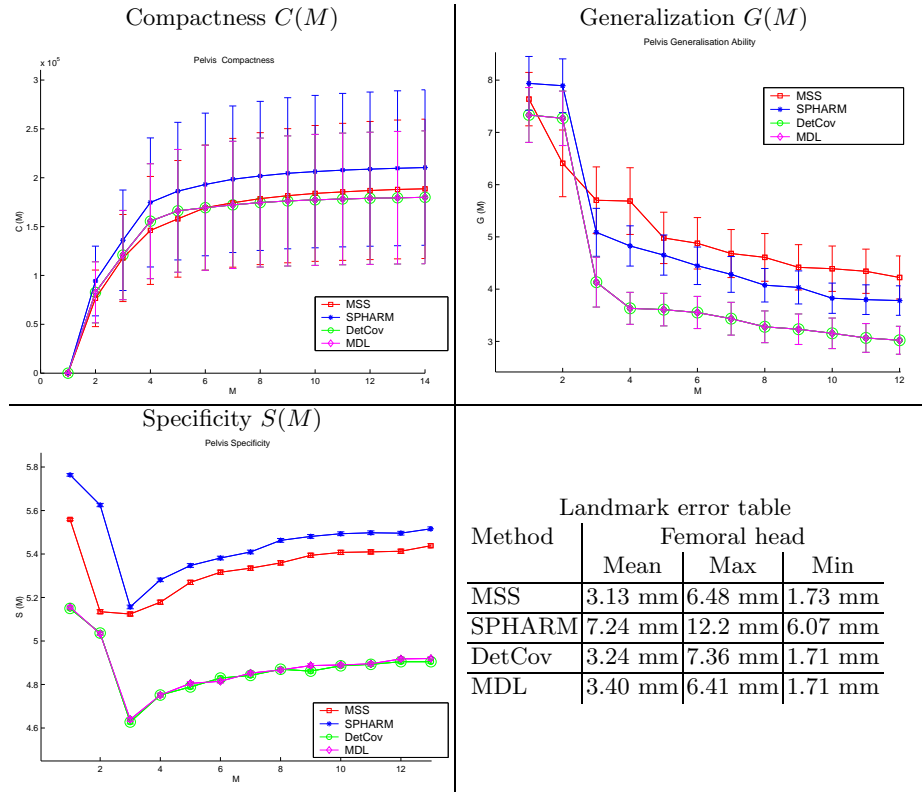 Compactness C(M)
Pelvis Compactness
x 10^5
3
2.5
2
1.5
1
0.5
0
C (M)
0 2 4 6 8 10 12 14
M
MSS
SPHARM
DetCov
MDL
Generalization G(M)
Pelvis Generalisation Ability
8
7
6
5
4
3
G (M)
0 2 4 6 8 10 12
M
MSS
SPHARM
DetCov
MDL
Specificity S(M)
Pelvis Specificity
5.8
5.6
5.4
5.2
5
4.8
4.6
S (M)
2 4 6 8 10 12
M
MSS
SPHARM
DetCov
MDL
Landmark error table
Method Femoral head
Mean Max Min
MSS 3.13 mm 6.48 mm 1.73 mm
SPHARM 7.24 mm 12.2 mm 6.07 mm
DetCov 3.24 mm 7.36 mm 1.71 mm
MDL 3.40 mm 6.41 mm 1.71 mm